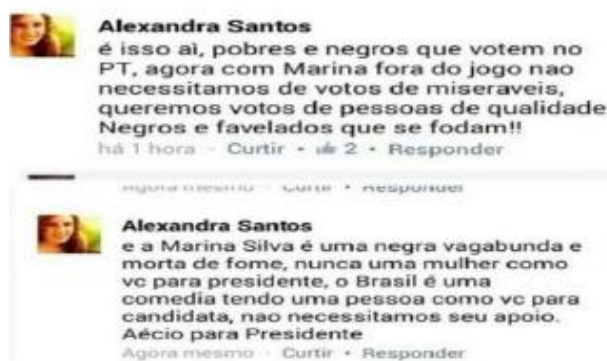 Alexandra Santos
é isso ai, pobres e negros que votem no
PT, agora com Marina fora do jogo nao
necessitamos de votos de miseraveis,
queremos votos de pessoas de qualidade
Negros e favelados que se fodam!!
há 1 hora · Curtir · 2 · Responder
Agora mesmo · Curtir · Responder
Alexandra Santos
e a Marina Silva é uma negra vagabunda e
morta de fome, nunca uma mulher como
vc para presidente, o Brasil é uma
comedia tendo uma pessoa como vc para
candidata, nao necessitamos seu apoio.
Aécio para Presidente
Agora mesmo · Curtir · Responder